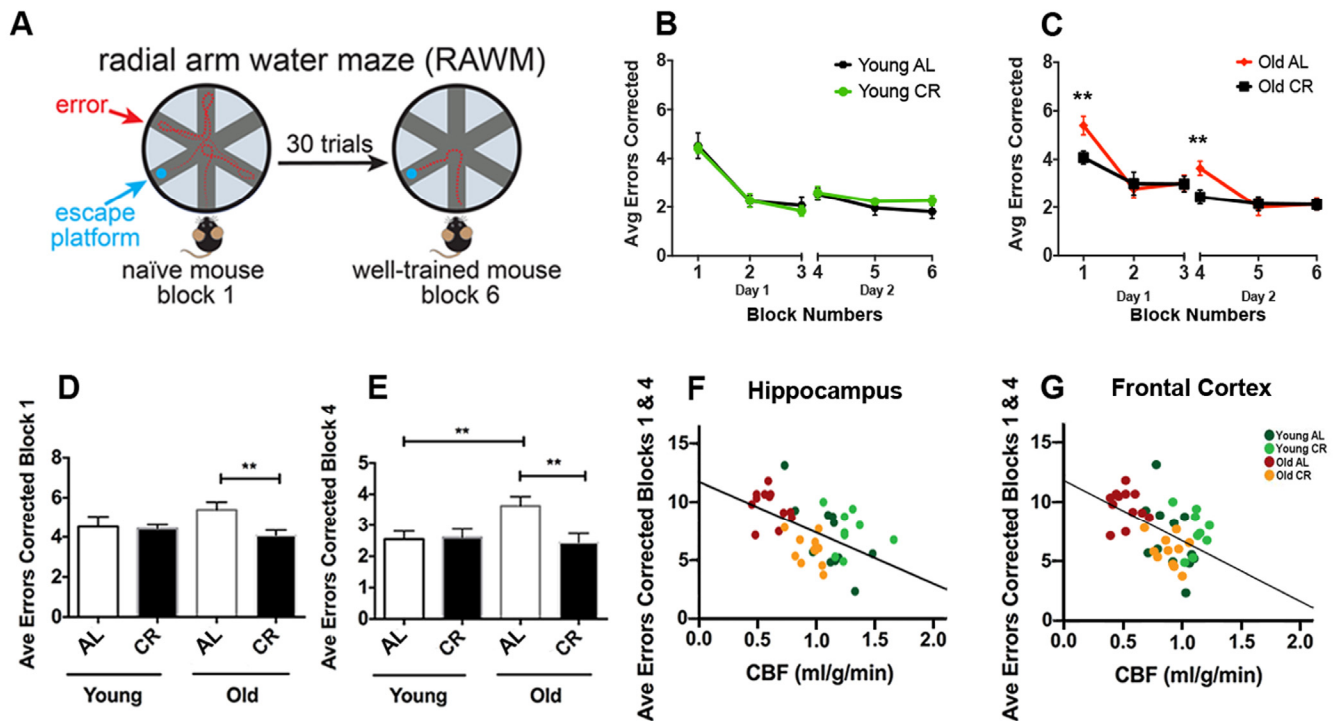 A
radial arm water maze (RAWM)
error
30 trials
escape
platform
naïve mouse
block 1
well-trained mouse
block 6
B
Avg Errors Corrected
8
6
4
2
0
Young AL
Young CR
1 2 3 4 5 6
Day 1 Day 2
Block Numbers
C
Avg Errors Corrected
8
6
4
2
0
Old AL
Old CR
**
**
1 2 3 4 5 6
Day 1 Day 2
Block Numbers
D
Ave Errors Corrected Block 1
8
6
4
2
0
**
AL CR AL CR
Young Old
E
Ave Errors Corrected Block 4
5
4
3
2
1
0
**
**
AL CR AL CR
Young Old
F Hippocampus
Ave Errors Corrected Blocks 1 & 4
15
10
5
0
0.0 0.5 1.0 1.5 2.0
CBF (ml/g/min)
G Frontal Cortex
Ave Errors Corrected Blocks 1 & 4
15
10
5
0
Young AL
Young CR
Old AL
Old CR
0.0 0.5 1.0 1.5 2.0
CBF (ml/g/min)